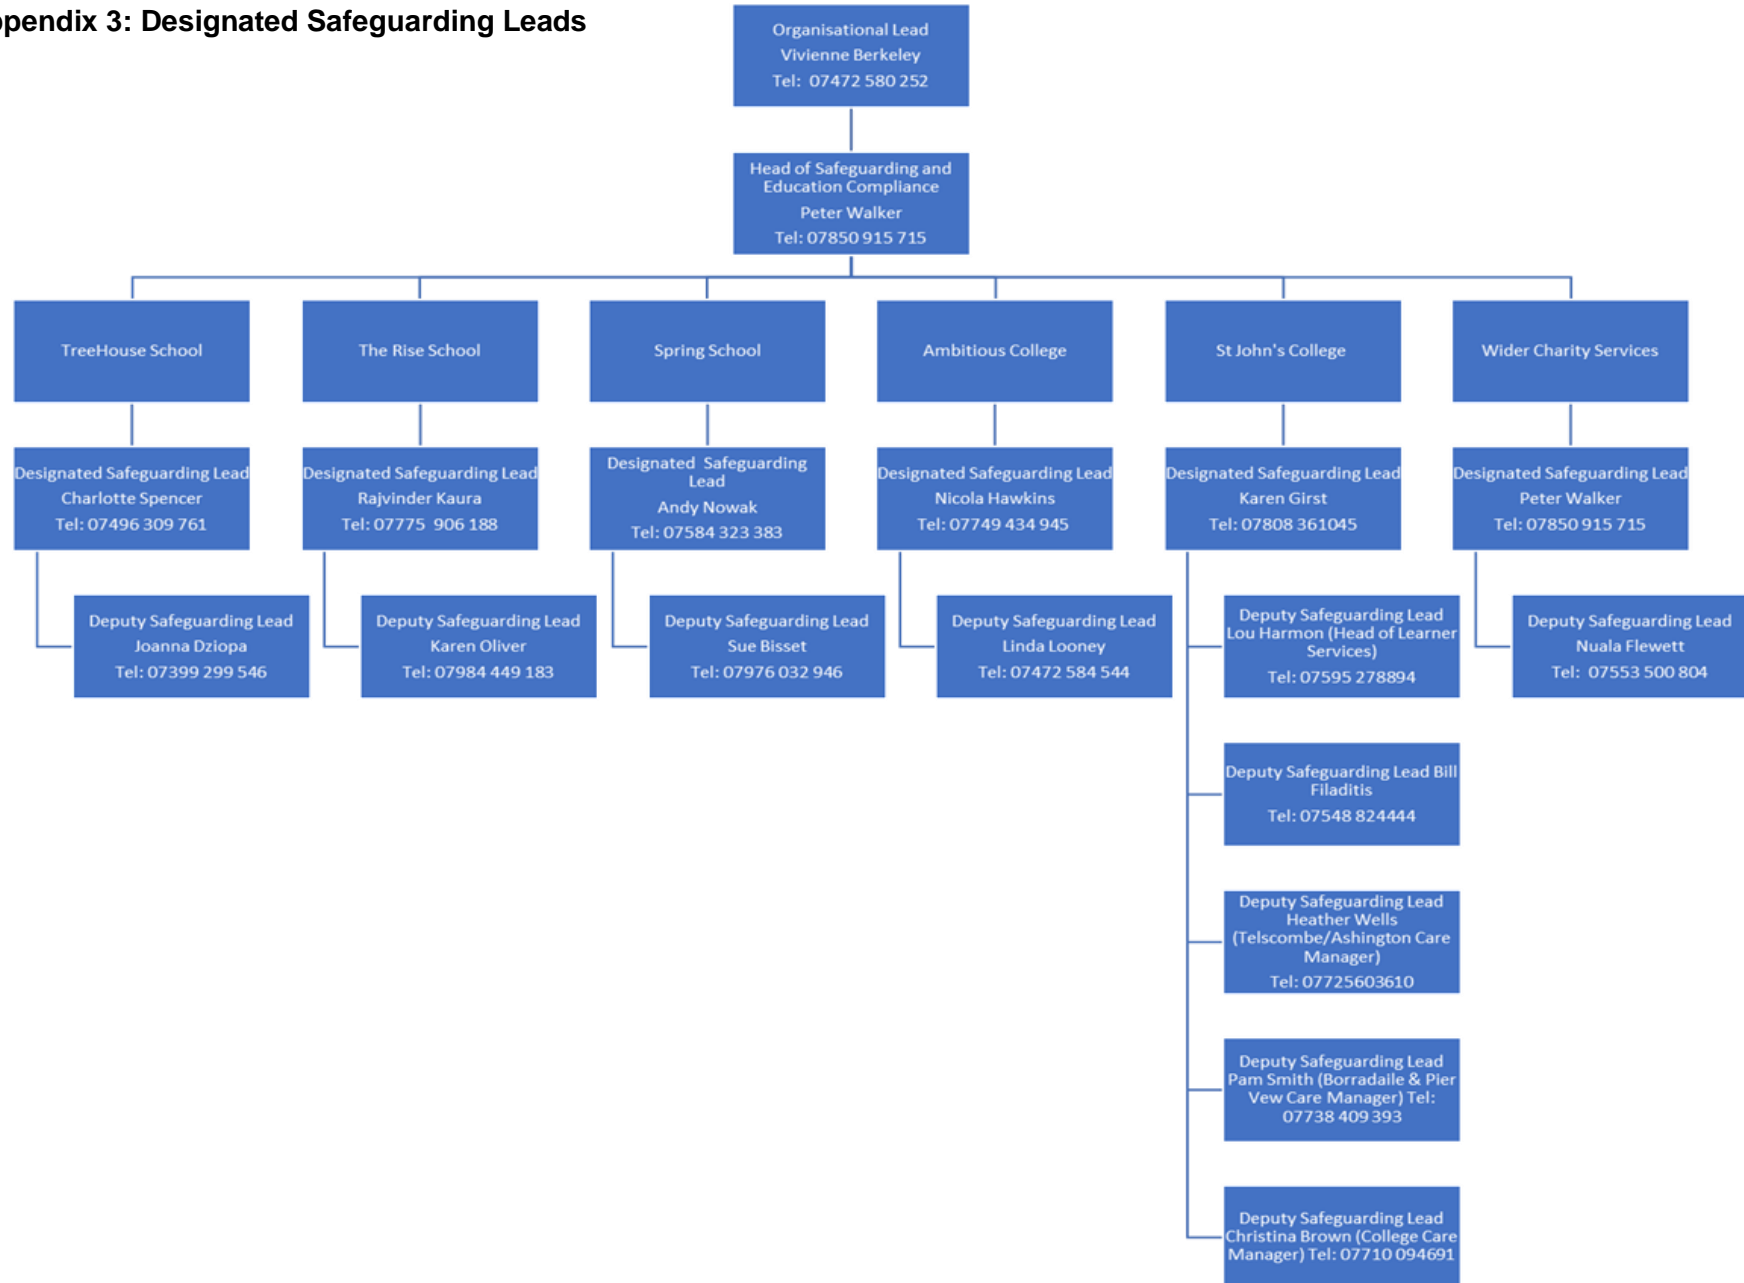 ppendix 3: Designated Safeguarding Leads
Organisational Lead
Vivienne Berkeley
Tel: 07472 580 252
Head of Safeguarding and
Education Compliance
Peter Walker
Tel: 07850 915 715
TreeHouse School
The Rise School
Spring School
Ambitious College
St John's College
Wider Charity Services
Designated Safeguarding Lead
Charlotte Spencer
Tel: 07496 309 761
Designated Safeguarding Lead
Rajvinder Kaura
Tel: 07775 906 188
Designated Safeguarding
Lead
Andy Nowak
Tel: 07584 323 383
Designated Safeguarding Lead
Nicola Hawkins
Tel: 07749 434 945
Designated Safeguarding Lead
Karen Girst
Tel: 07808 361045
Designated Safeguarding Lead
Peter Walker
Tel: 07850 915 715
Deputy Safeguarding Lead
Joanna Dziopa
Tel: 07399 299 546
Deputy Safeguarding Lead
Karen Oliver
Tel: 07984 449 183
Deputy Safeguarding Lead
Sue Bisset
Tel: 07976 032 946
Deputy Safeguarding Lead
Linda Looney
Tel: 07472 584 544
Deputy Safeguarding Lead
Lou Harmon (Head of Learner
Services)
Tel: 07595 278894
Deputy Safeguarding Lead
Nuala Flewett
Tel: 07553 500 804
Deputy Safeguarding Lead Bill
Filaditis
Tel: 07548 824444
Deputy Safeguarding Lead
Heather Wells
(Telscombe/Ashington Care
Manager)
Tel: 07725603610
Deputy Safeguarding Lead
Pam Smith (Borradaile & Pier
Vew Care Manager) Tel:
07738 409 393
Deputy Safeguarding Lead
Christina Brown (College Care
Manager) Tel: 07710 094691